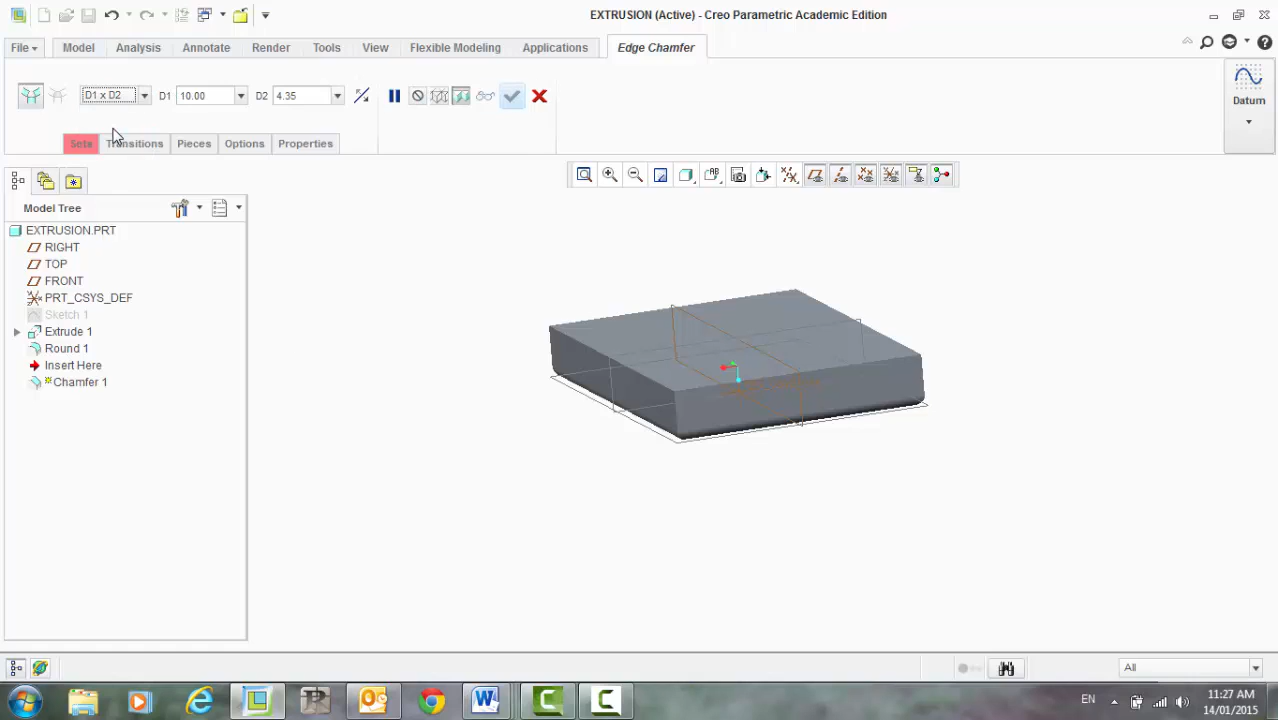 EXTRUSION (Active) - Creo Parametric Academic Edition
File Model Analysis Annotate Render Tools View Flexible Modeling Applications Edge Chamfer
D1 x D2 D1 10.00 D2 4.35
Datum
Sets Transitions Pieces Options Properties
Model Tree
EXTRUSION.PRT
RIGHT
TOP
FRONT
PRT_CSYS_DEF
Sketch 1
Extrude 1
Round 1
Insert Here
Chamfer 1
All
EN
11:27 AM
14/01/2015